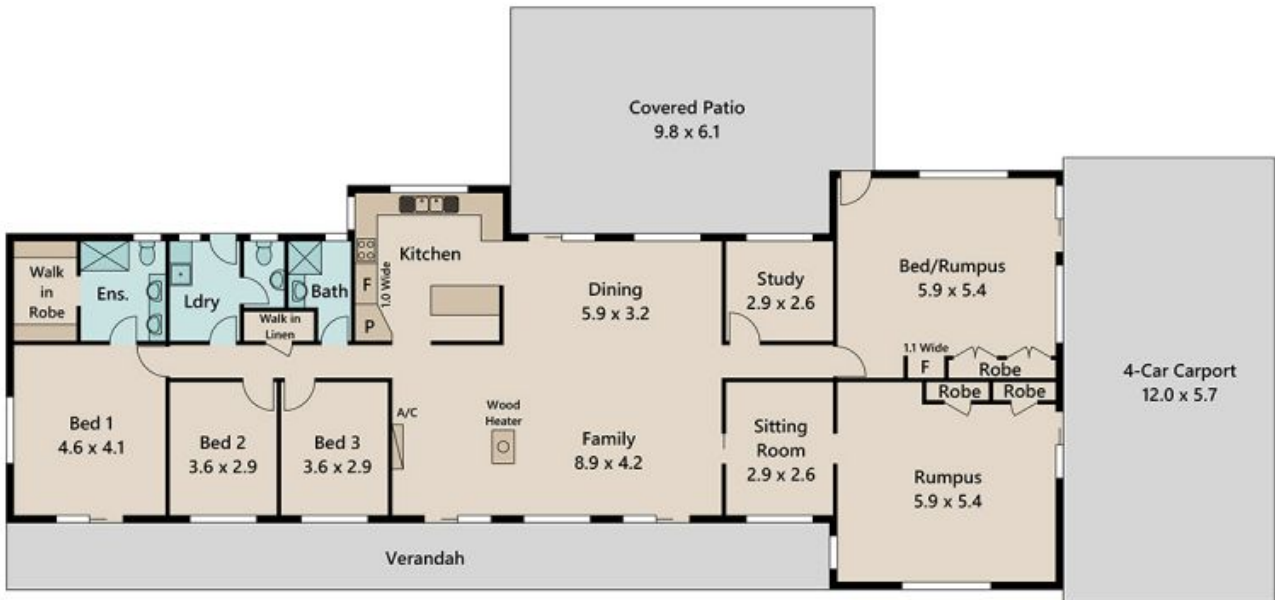 Covered Patio
9.8 x 6.1
Walk
in
Robe
Ens.
Ldry
Walk in
Linen
Bath
Kitchen
1.0 Wide
F
P
Dining
5.9 x 3.2
Study
2.9 x 2.6
Bed/Rumpus
5.9 x 5.4
1.1 Wide
F
Robe
Robe
Robe
4-Car Carport
12.0 x 5.7
Bed 1
4.6 x 4.1
Bed 2
3.6 x 2.9
Bed 3
3.6 x 2.9
A/C
Wood
Heater
Family
8.9 x 4.2
Sitting
Room
2.9 x 2.6
Rumpus
5.9 x 5.4
Verandah